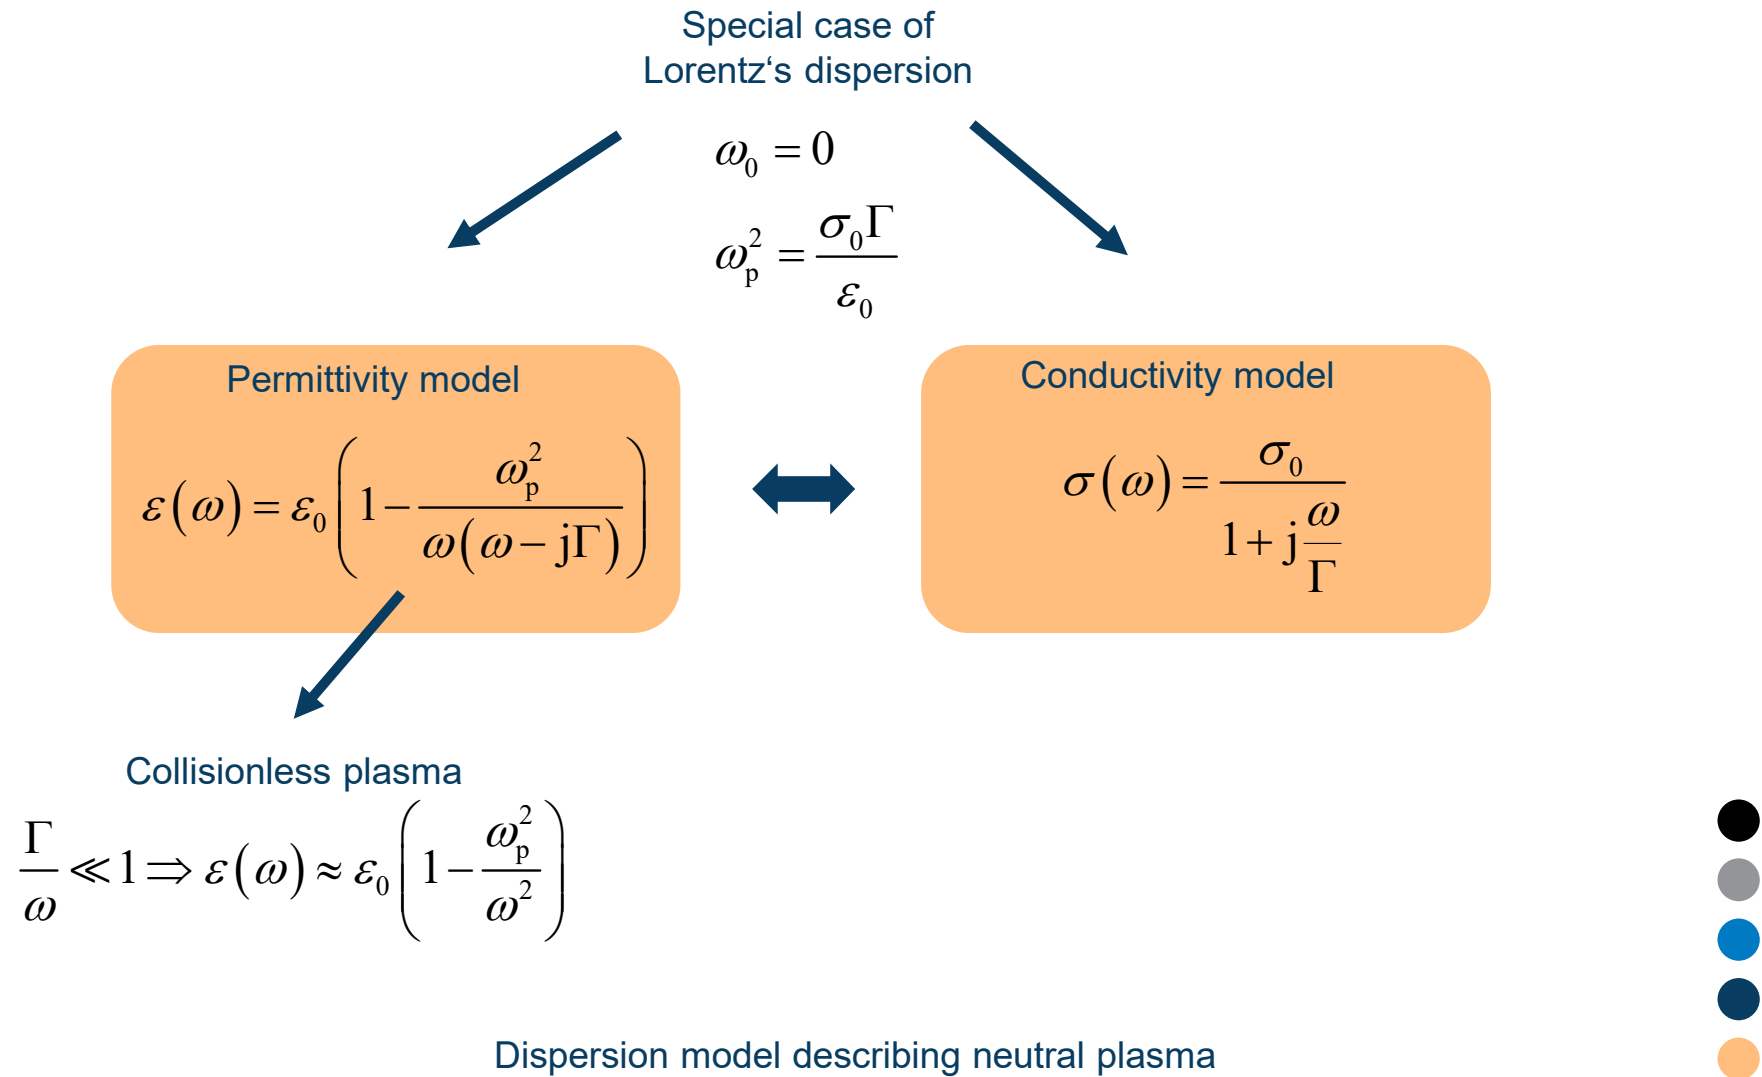 Special case of
Lorentz‘s dispersion
ω₀ = 0
ωₚ² = σ₀Γ / ε₀
Permittivity model
ε(ω) = ε₀(1 − ωₚ² / (ω(ω − jΓ)))
Conductivity model
σ(ω) = σ₀ / (1 + j ω/Γ)
Collisionless plasma
Γ/ω ≪ 1 ⇒ ε(ω) ≈ ε₀(1 − ωₚ²/ω²)
Dispersion model describing neutral plasma